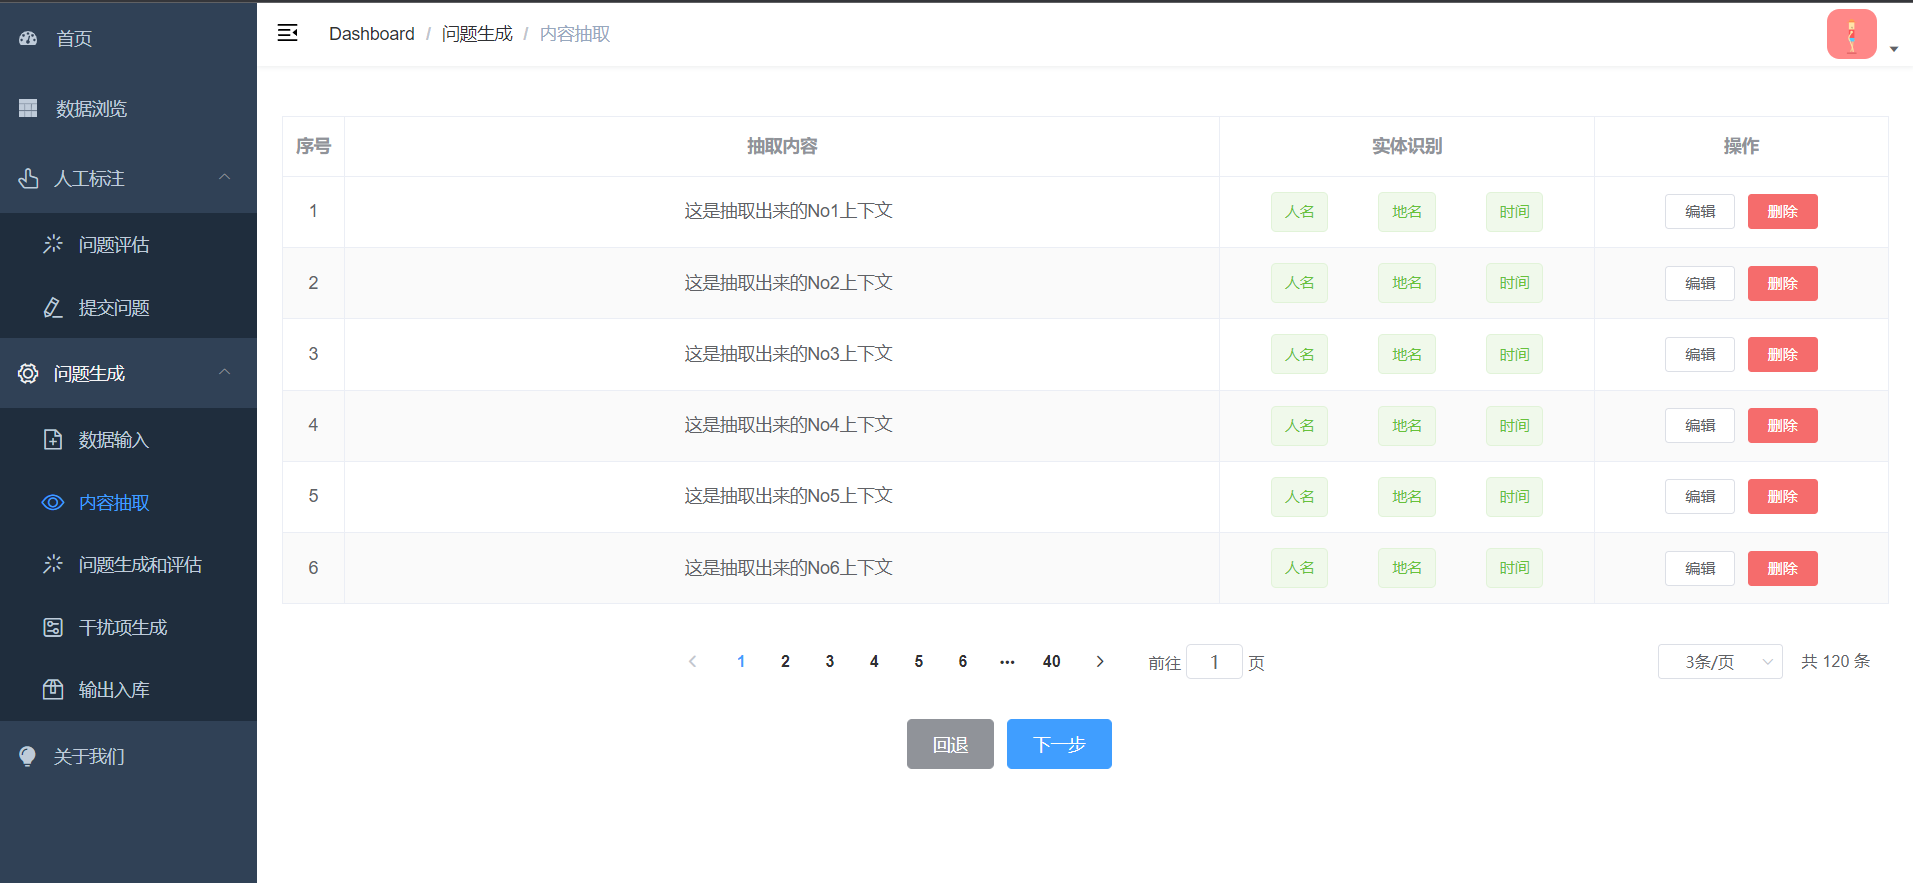 首页
数据浏览
人工标注
问题评估
提交问题
问题生成
数据输入
内容抽取
问题生成和评估
干扰项生成
输出入库
关于我们
Dashboard / 问题生成 / 内容抽取
序号 抽取内容 实体识别 操作
1 这是抽取出来的No1上下文 人名 地名 时间 编辑 删除
2 这是抽取出来的No2上下文 人名 地名 时间 编辑 删除
3 这是抽取出来的No3上下文 人名 地名 时间 编辑 删除
4 这是抽取出来的No4上下文 人名 地名 时间 编辑 删除
5 这是抽取出来的No5上下文 人名 地名 时间 编辑 删除
6 这是抽取出来的No6上下文 人名 地名 时间 编辑 删除
1 2 3 4 5 6 ••• 40 前往 1 页 3条/页 共 120 条
回退 下一步